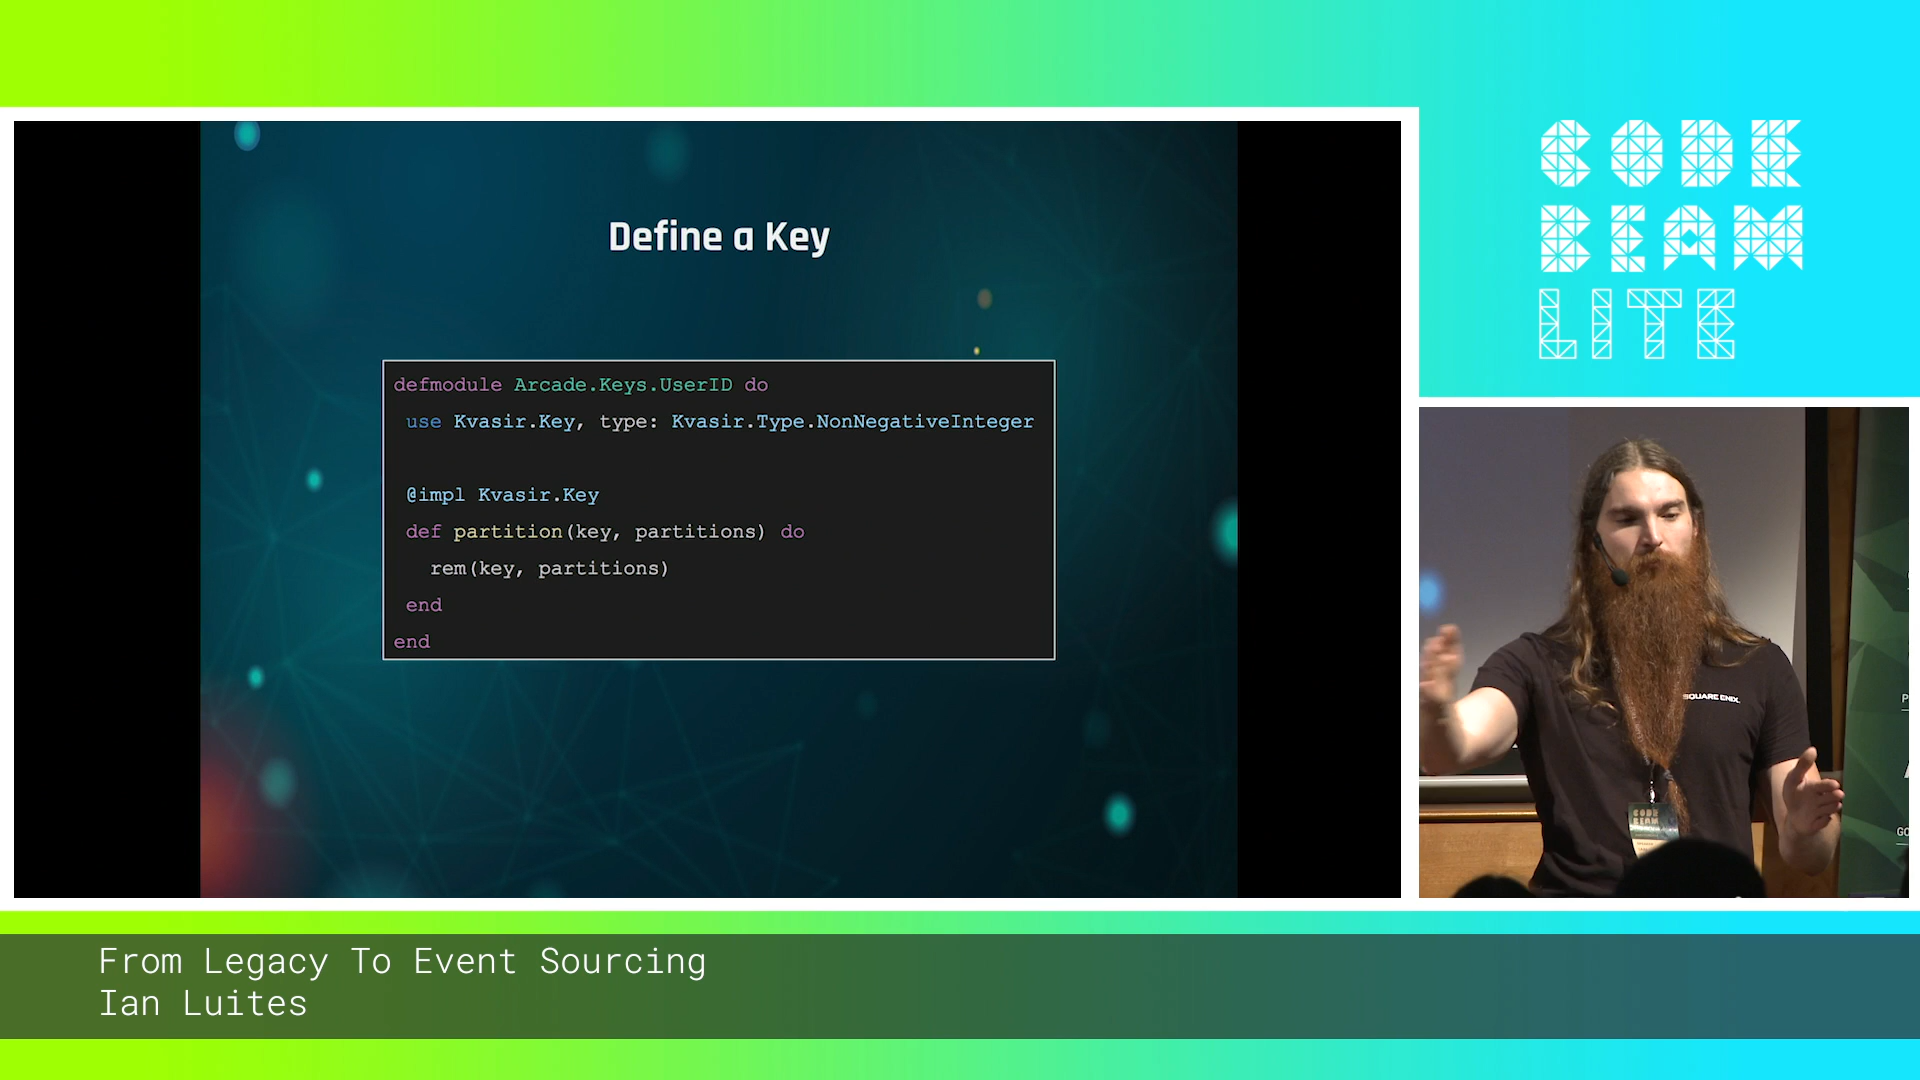 CODE
BEAM
LITE
Define a Key
defmodule Arcade.Keys.UserID do
use Kvasir.Key, type: Kvasir.Type.NonNegativeInteger
@impl Kvasir.Key
def partition(key, partitions) do
rem(key, partitions)
end
end
SQUARE ENIX
CODE
BEAM
From Legacy To Event Sourcing
Ian Luites